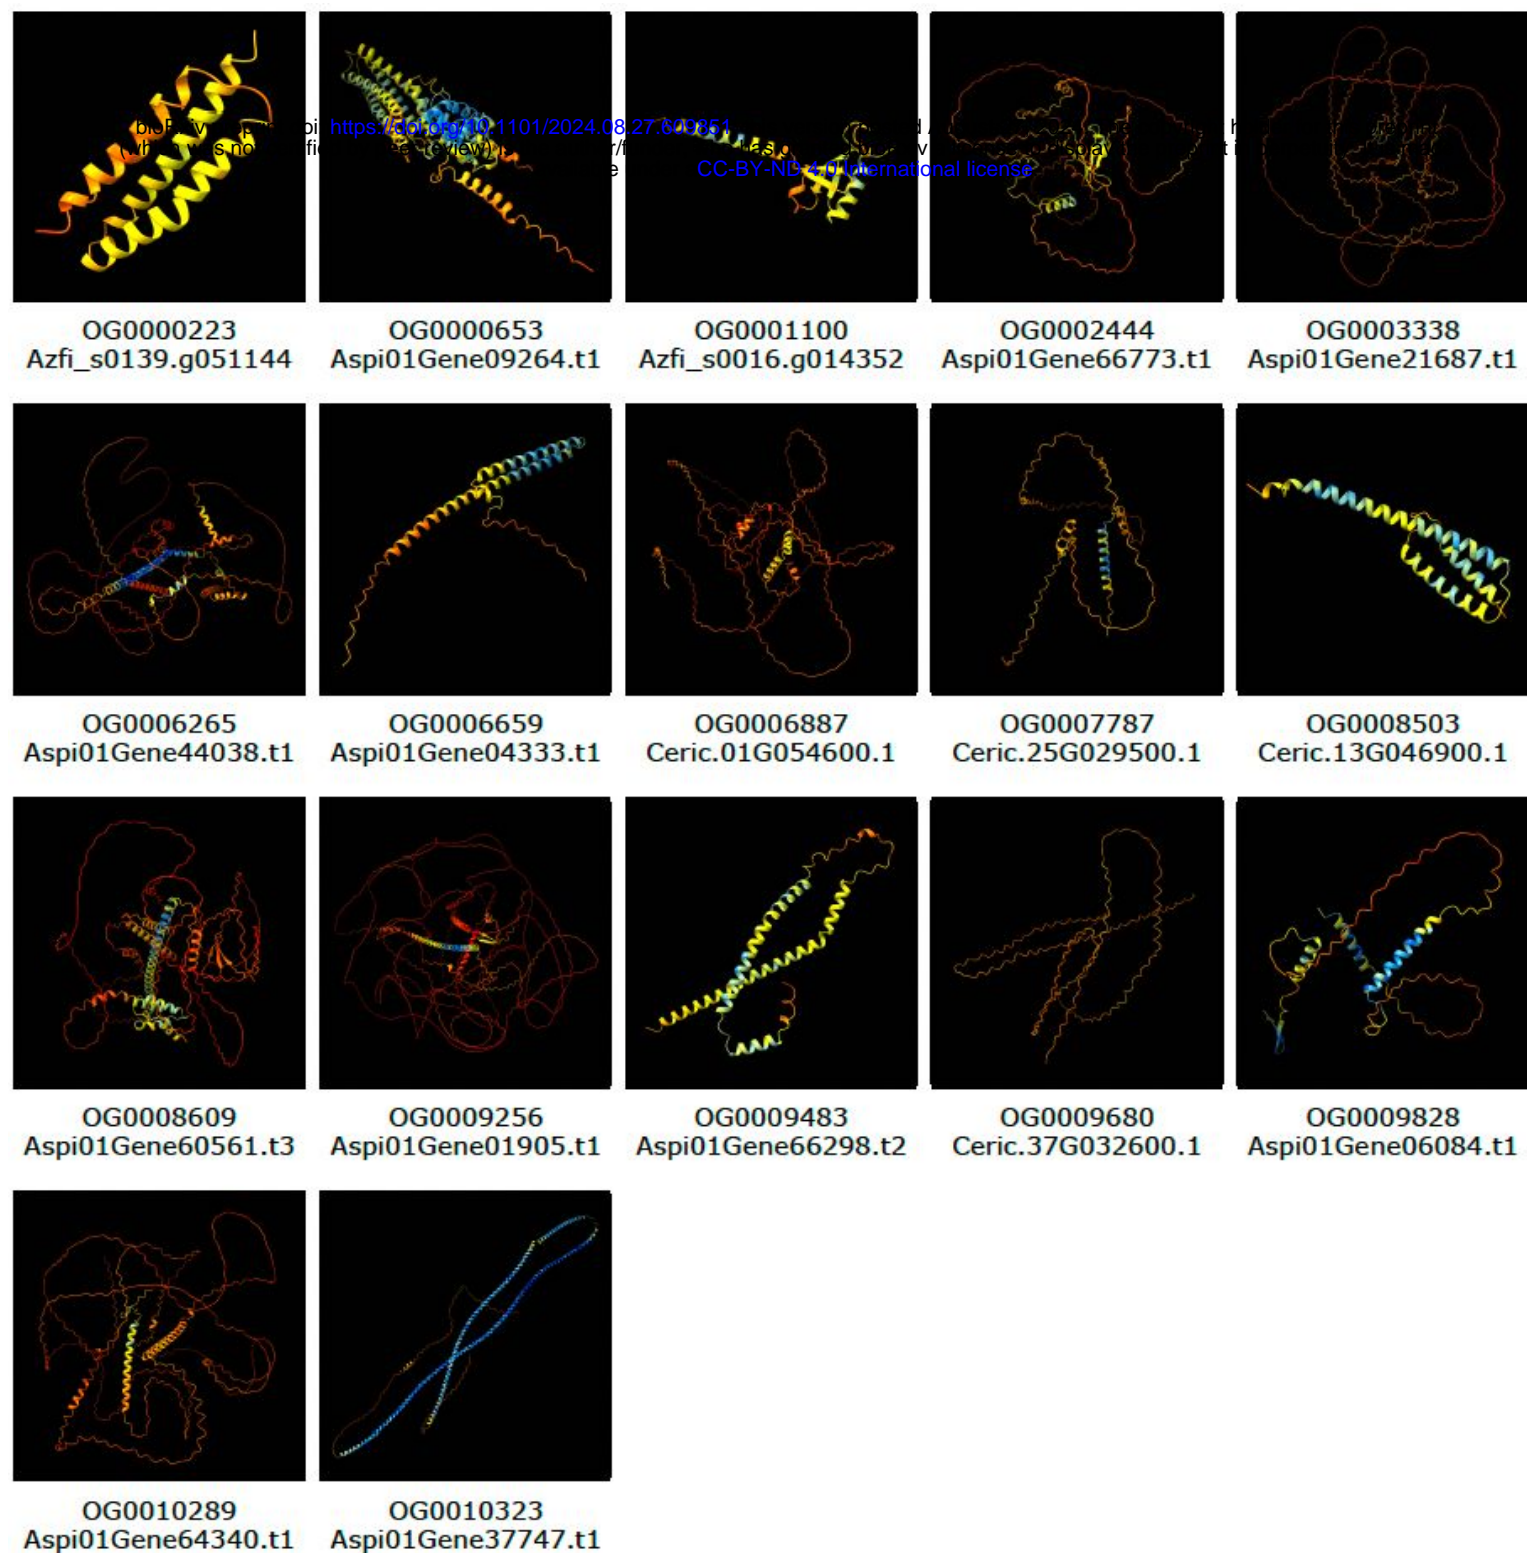 https://doi.org/10.1101/2024.08.27.609851
CC-BY-ND 4.0 International license
OG0000223 OG0000653 OG0001100 OG0002444 OG0003338
Azfi_s0139.g051144 Aspi01Gene09264.t1 Azfi_s0016.g014352 Aspi01Gene66773.t1 Aspi01Gene21687.t1
OG0006265 OG0006659 OG0006887 OG0007787 OG0008503
Aspi01Gene44038.t1 Aspi01Gene04333.t1 Ceric.01G054600.1 Ceric.25G029500.1 Ceric.13G046900.1
OG0008609 OG0009256 OG0009483 OG0009680 OG0009828
Aspi01Gene60561.t3 Aspi01Gene01905.t1 Aspi01Gene66298.t2 Ceric.37G032600.1 Aspi01Gene06084.t1
OG0010289 OG0010323
Aspi01Gene64340.t1 Aspi01Gene37747.t1